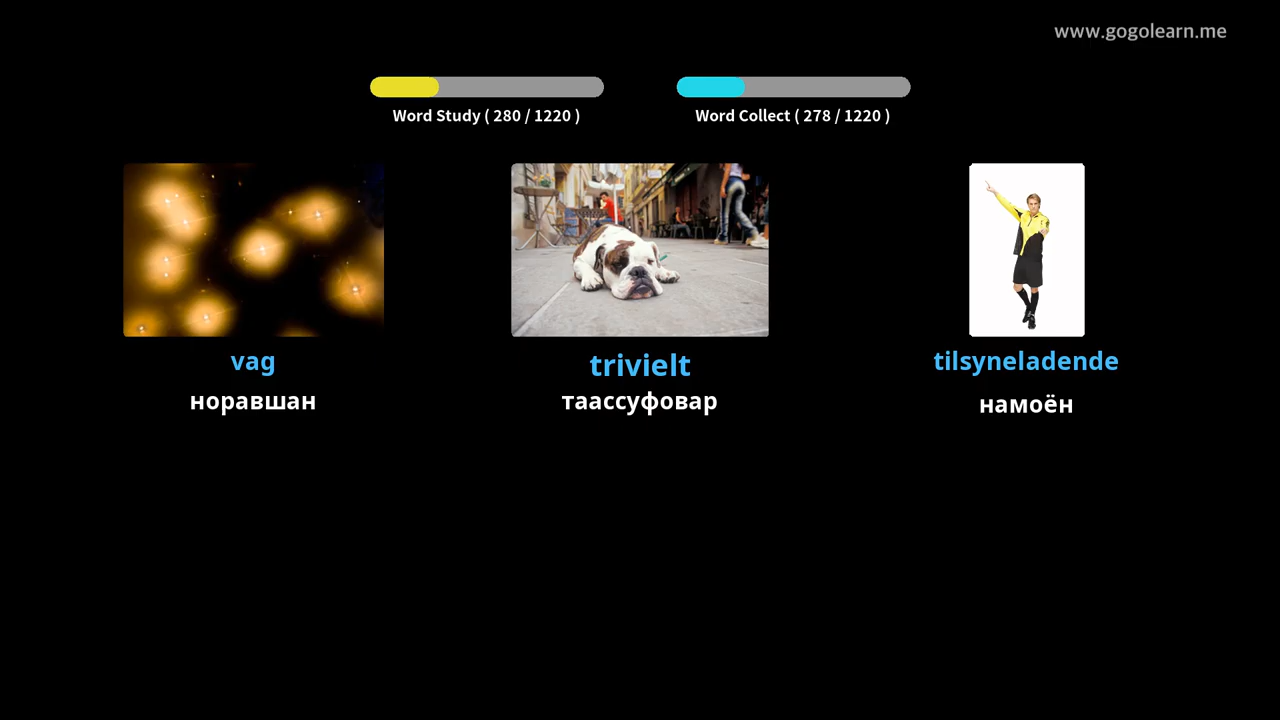 www.gogolearn.me
Word Study ( 280 / 1220 )
Word Collect ( 278 / 1220 )
vag
trivielt
tilsyneladende
норавшан
таассуфовар
намоён